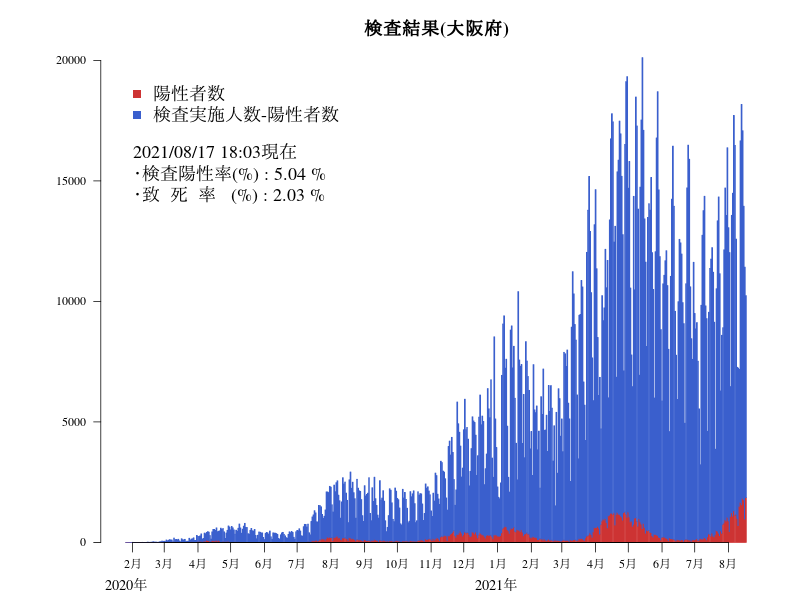 検査結果(大阪府)
20000
15000
10000
5000
0
陽性者数
検査実施人数-陽性者数
2021/08/17 18:03現在
・検査陽性率(%) : 5.04 %
・致 死 率 (%) : 2.03 %
2月 3月 4月 5月 6月 7月 8月 9月 10月 11月 12月 1月 2月 3月 4月 5月 6月 7月 8月
2020年 2021年